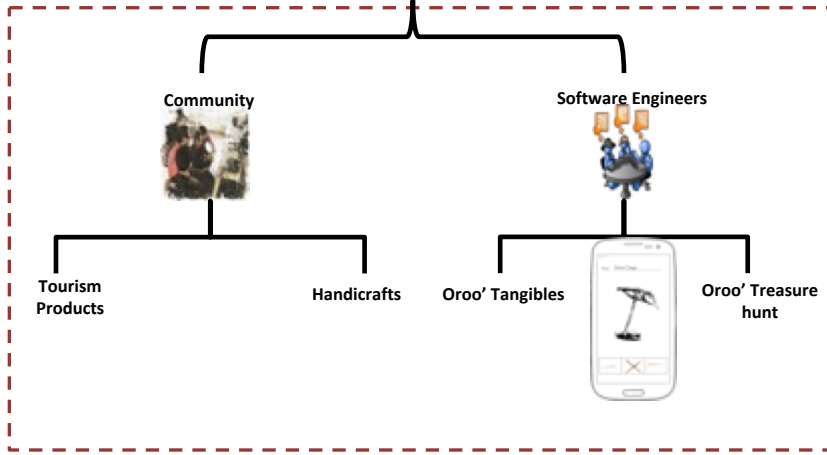 Community
Software Engineers
Tourism
Products
Handicrafts
Oroo' Tangibles
Oroo' Treasure
hunt